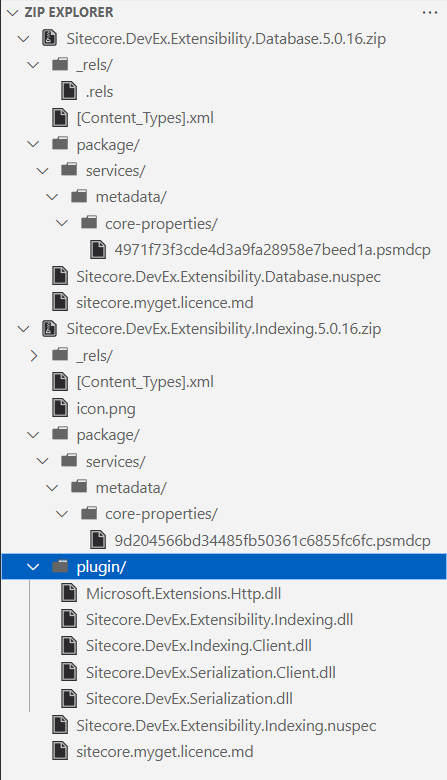 ZIP EXPLORER
Sitecore.DevEx.Extensibility.Database.5.0.16.zip
_rels/
.rels
[Content_Types].xml
package/
services/
metadata/
core-properties/
4971f73f3cde4d3a9fa28958e7beed1a.psmdcp
Sitecore.DevEx.Extensibility.Database.nuspec
sitecore.myget.licence.md
Sitecore.DevEx.Extensibility.Indexing.5.0.16.zip
_rels/
[Content_Types].xml
icon.png
package/
services/
metadata/
core-properties/
9d204566bd34485fb50361c6855fc6fc.psmdcp
plugin/
Microsoft.Extensions.Http.dll
Sitecore.DevEx.Extensibility.Indexing.dll
Sitecore.DevEx.Indexing.Client.dll
Sitecore.DevEx.Serialization.Client.dll
Sitecore.DevEx.Serialization.dll
Sitecore.DevEx.Extensibility.Indexing.nuspec
sitecore.myget.licence.md